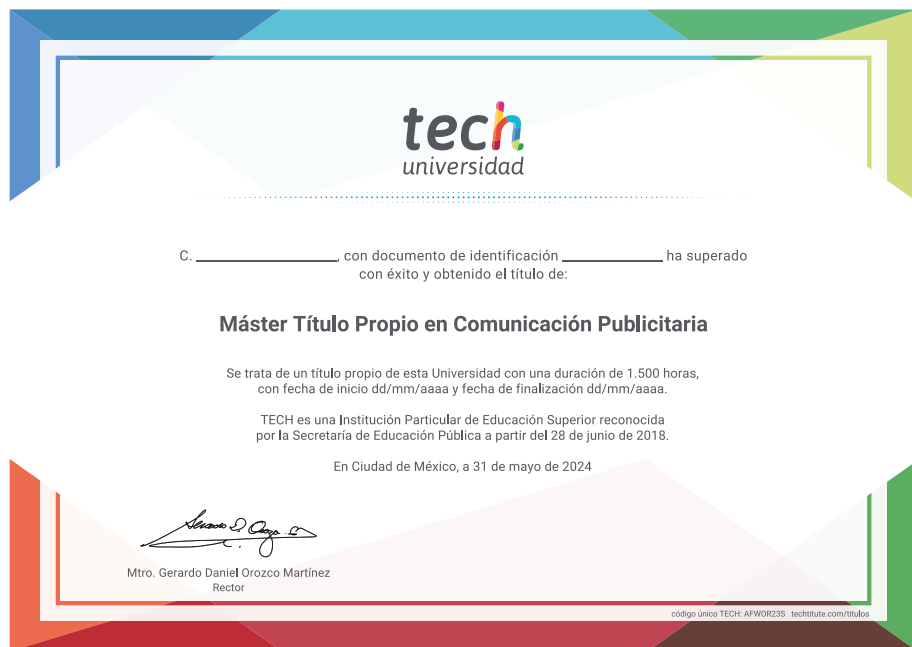 tech
universidad
C. ____________________, con documento de identificación ______________ ha superado
con éxito y obtenido el título de:
Máster Título Propio en Comunicación Publicitaria
Se trata de un título propio de esta Universidad con una duración de 1.500 horas,
con fecha de inicio dd/mm/aaaa y fecha de finalización dd/mm/aaaa.
TECH es una Institución Particular de Educación Superior reconocida
por la Secretaría de Educación Pública a partir del 28 de junio de 2018.
En Ciudad de México, a 31 de mayo de 2024
Mtro. Gerardo Daniel Orozco Martínez
Rector
código único TECH: AFWOR23S techtitute.com/titulos